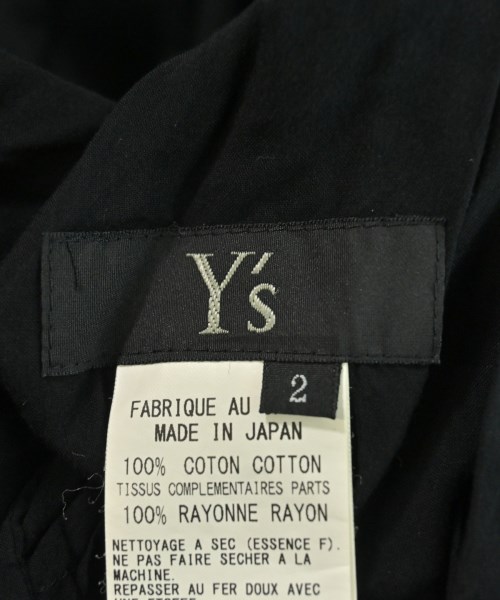 Y's
2
FABRIQUE AU
MADE IN JAPAN
100% COTON COTTON
TISSUS COMPLEMENTAIRES PARTS
100% RAYONNE RAYON
NETTOYAGE A SEC (ESSENCE F).
NE PAS FAIRE SECHER A LA
MACHINE.
REPASSER AU FER DOUX AVEC